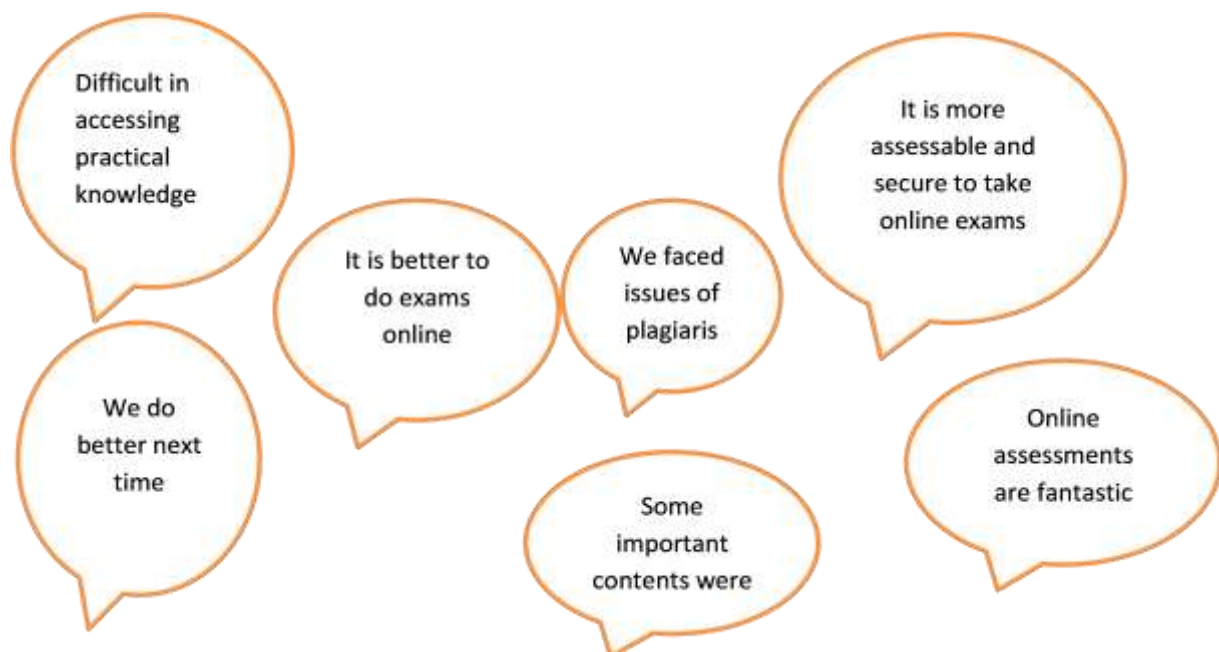 Difficult in
accessing
practical
knowledge
It is better to
do exams
online
We faced
issues of
plagiaris
It is more
assessable and
secure to take
online exams
We do
better next
time
Some
important
contents were
Online
assessments
are fantastic